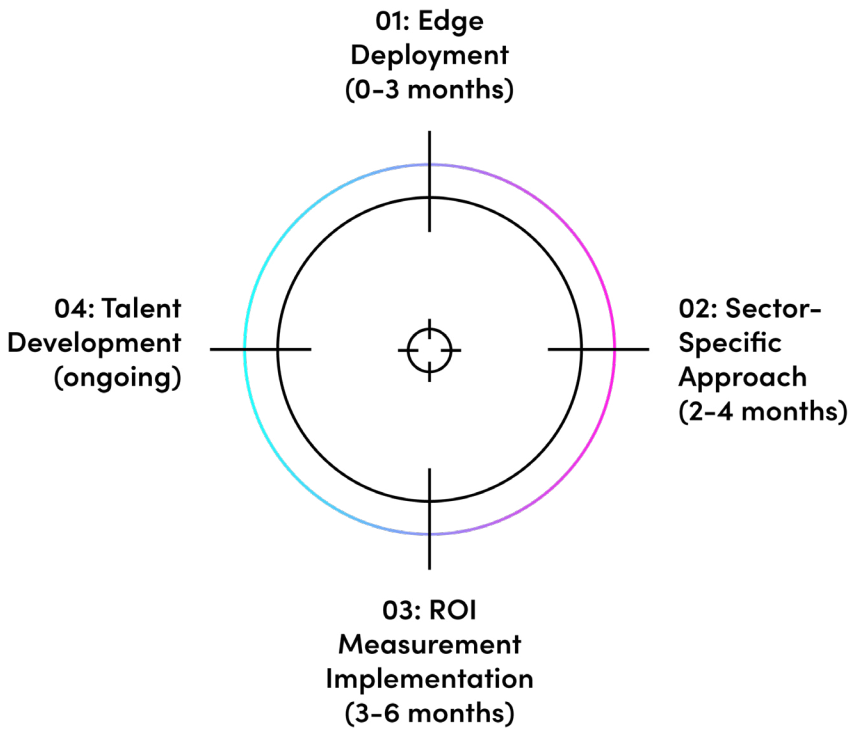 01: Edge
Deployment
(0-3 months)
02: Sector-
Specific
Approach
(2-4 months)
03: ROI
Measurement
Implementation
(3-6 months)
04: Talent
Development
(ongoing)